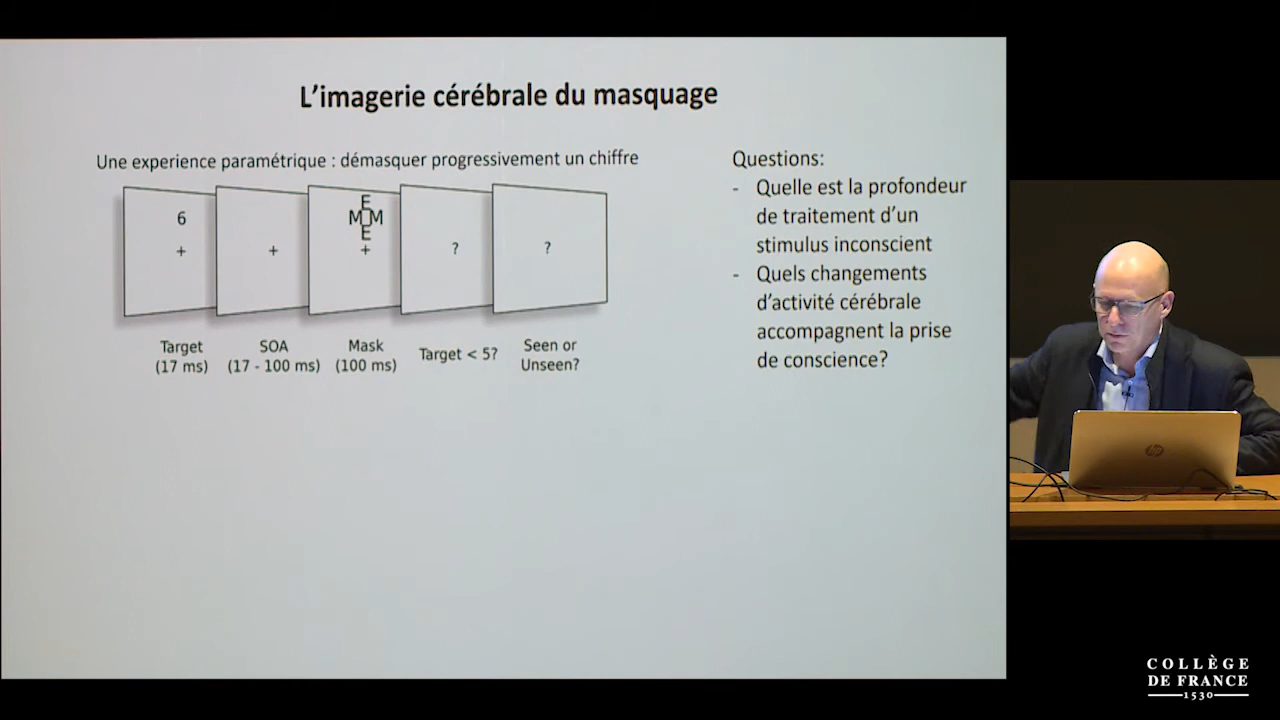 L'imagerie cérébrale du masquage
Une experience paramétrique : démasquer progressivement un chiffre
6
+
+
E
M M
E
+
?
?
Target
(17 ms)
SOA
(17 - 100 ms)
Mask
(100 ms)
Target < 5?
Seen or
Unseen?
Questions:
- Quelle est la profondeur
de traitement d'un
stimulus inconscient
- Quels changements
d'activité cérébrale
accompagnent la prise
de conscience?
hp
COLLÈGE
DE FRANCE
1530